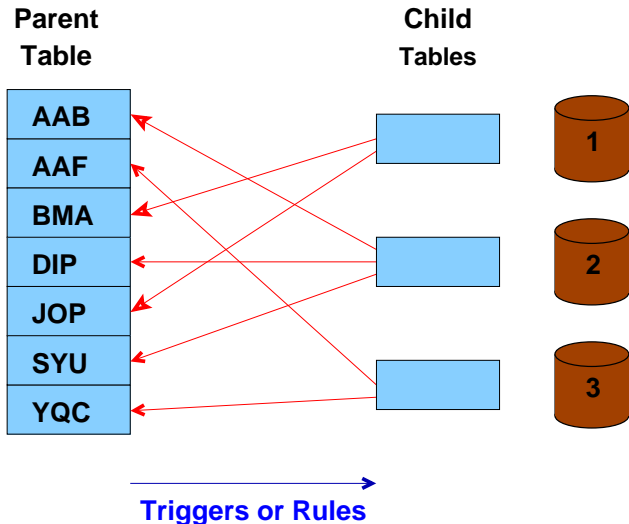 Parent
Table
Child
Tables
AAB
AAF
BMA
DIP
JOP
SYU
YQC
1
2
3
Triggers or Rules